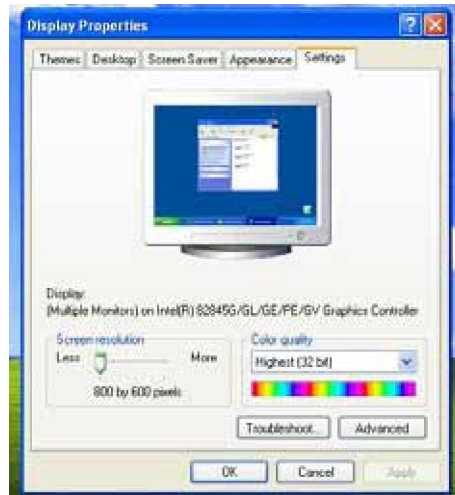 Display Properties
Themes Desktop Screen Saver Appearance Settings
Display:
(Multiple Monitors) on Intel(R) 82845G/GL/GE/PE/GV Graphics Controller
Screen resolution
Less More
800 by 600 pixels
Color quality
Highest (32 bit)
Troubleshoot... Advanced
OK Cancel Apply